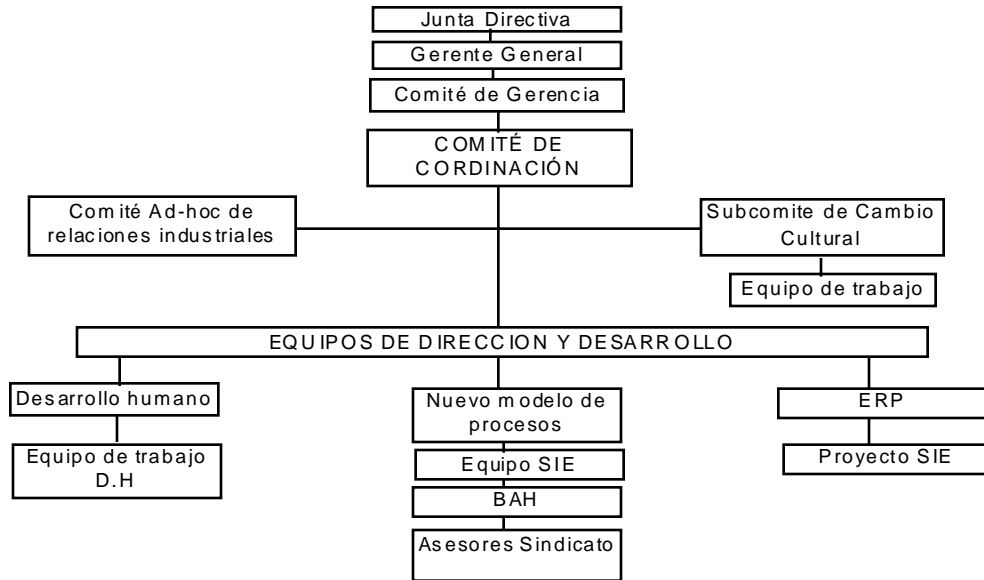 Junta Directiva
Gerente General
Comité de Gerencia
COMITÉ DE
CORDINACIÓN
Comité Ad-hoc de
relaciones industriales
Subcomite de Cambio
Cultural
Equipo de trabajo
EQUIPOS DE DIRECCION Y DESARROLLO
Desarrollo humano
Equipo de trabajo
D.H
Nuevo modelo de
procesos
Equipo SIE
BAH
Asesores Sindicato
ERP
Proyecto SIE